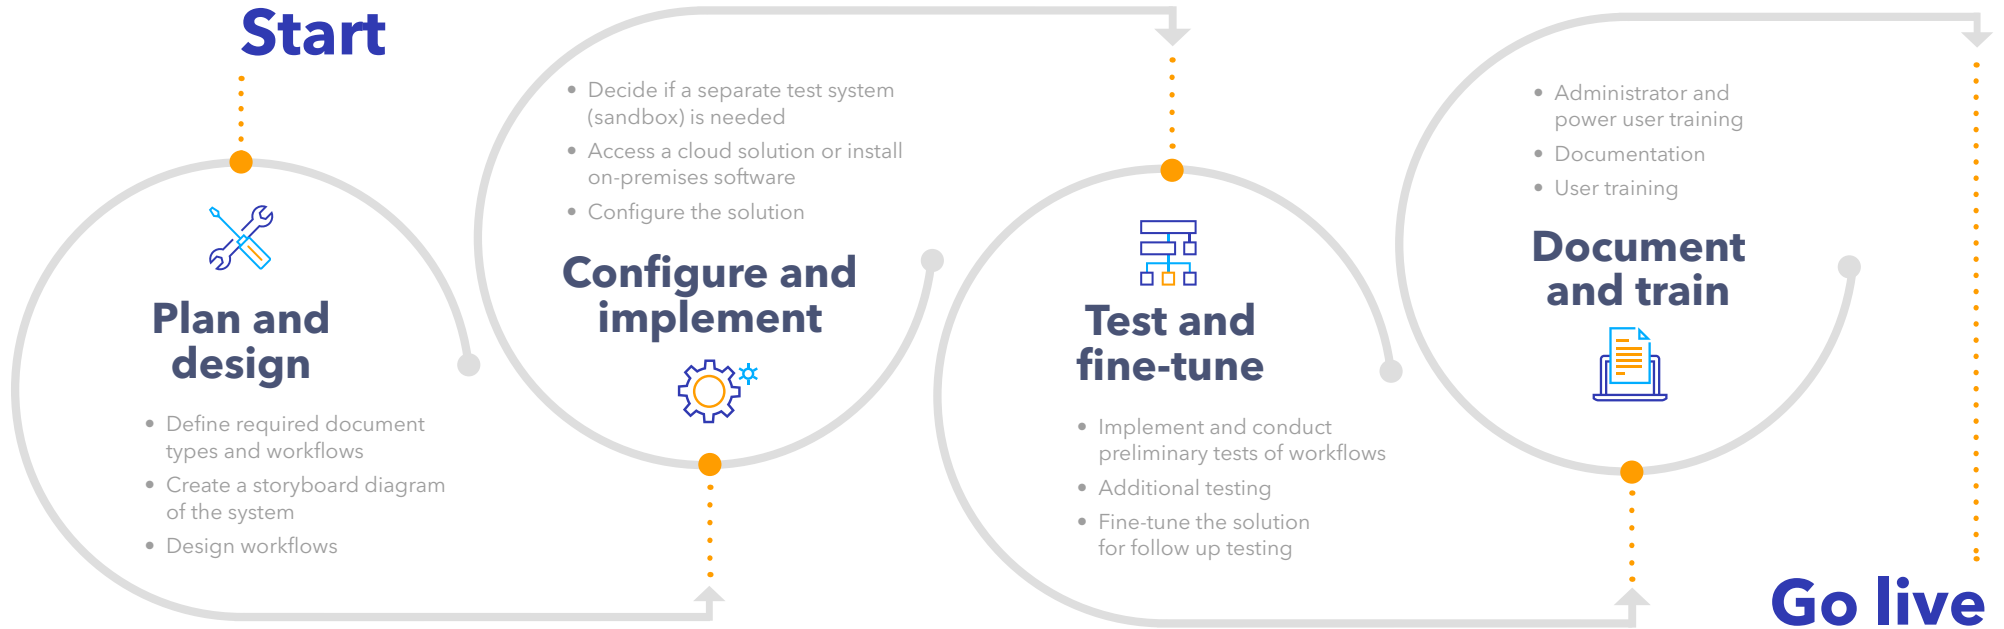 Start
Plan and
design
• Define required document
types and workflows
• Create a storyboard diagram
of the system
• Design workflows
• Decide if a separate test system
(sandbox) is needed
• Access a cloud solution or install
on-premises software
• Configure the solution
Configure and
implement
Test and
fine-tune
• Implement and conduct
preliminary tests of workflows
• Additional testing
• Fine-tune the solution
for follow up testing
• Administrator and
power user training
• Documentation
• User training
Document
and train
Go live